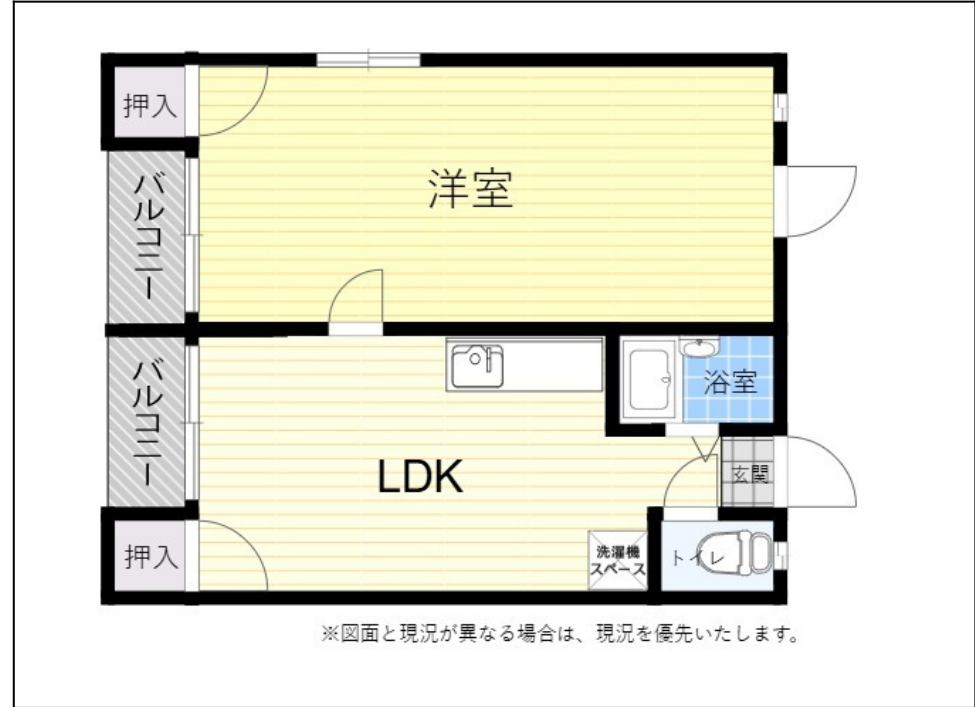 押入
洋室
バルコニー
バルコニー
浴室
LDK
玄関
押入
洗濯機
スペース
トイレ
※図面と現況が異なる場合は、現況を優先いたします。